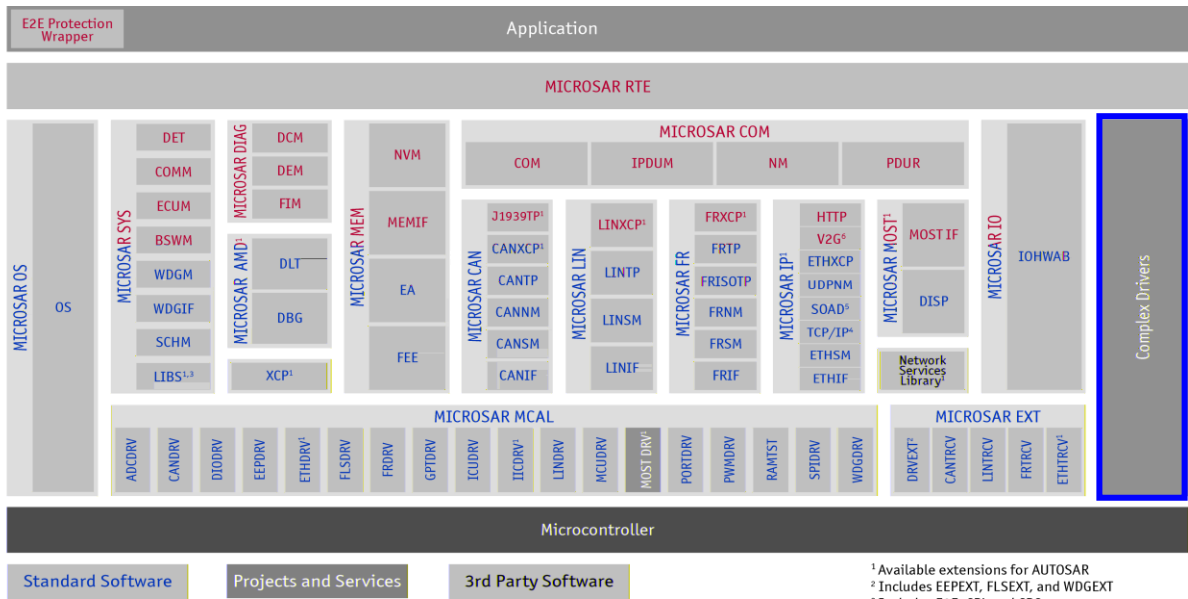 E2E Protection
Wrapper
Application
MICROSAR RTE
MICROSAR OS
OS
MICROSAR SYS
DET
COMM
ECUM
BSWM
WDGM
WDGIF
SCHM
LIBS¹,³
MICROSAR DIAG
DCM
DEM
FIM
MICROSAR AMD¹
DLT
DBG
XCP¹
MICROSAR MEM
NVM
MEMIF
EA
FEE
MICROSAR COM
COM
IPDUM
NM
PDUR
MICROSAR CAN
J1939TP¹
CANXCP¹
CANTP
CANNM
CANSM
CANIF
MICROSAR LIN
LINXCP¹
LINTP
LINSM
LINIF
MICROSAR FR
FRXCP¹
FRTP
FRISOTP
FRNM
FRSM
FRIF
MICROSAR IP¹
HTTP
V2G⁶
ETHXCP
UDPNM
SOAD⁵
TCP/IP⁴
ETHSM
ETHIF
MICROSAR MOST¹
MOST IF
DISP
Network
Services
Library¹
MICROSAR IO
IOHWAB
Complex Drivers
MICROSAR MCAL
ADCDRV
CANDRV
DIODRV
EEPDRV
ETHDRV¹
FLSDRV
FRDRV
GPTDRV
ICUDRV
IICDRV¹
LINDRV
MCUDRV
MOST DRV¹
PORTDRV
PWMDRV
RAMTST
SPIDRV
WDGDRV
MICROSAR EXT
DRVEXT²
CANTRCV
LINTRCV
FRTRCV
ETHTRCV¹
Microcontroller
Standard Software
Projects and Services
3rd Party Software
¹ Available extensions for AUTOSAR
² Includes EEPEXT, FLSEXT, and WDGEXT